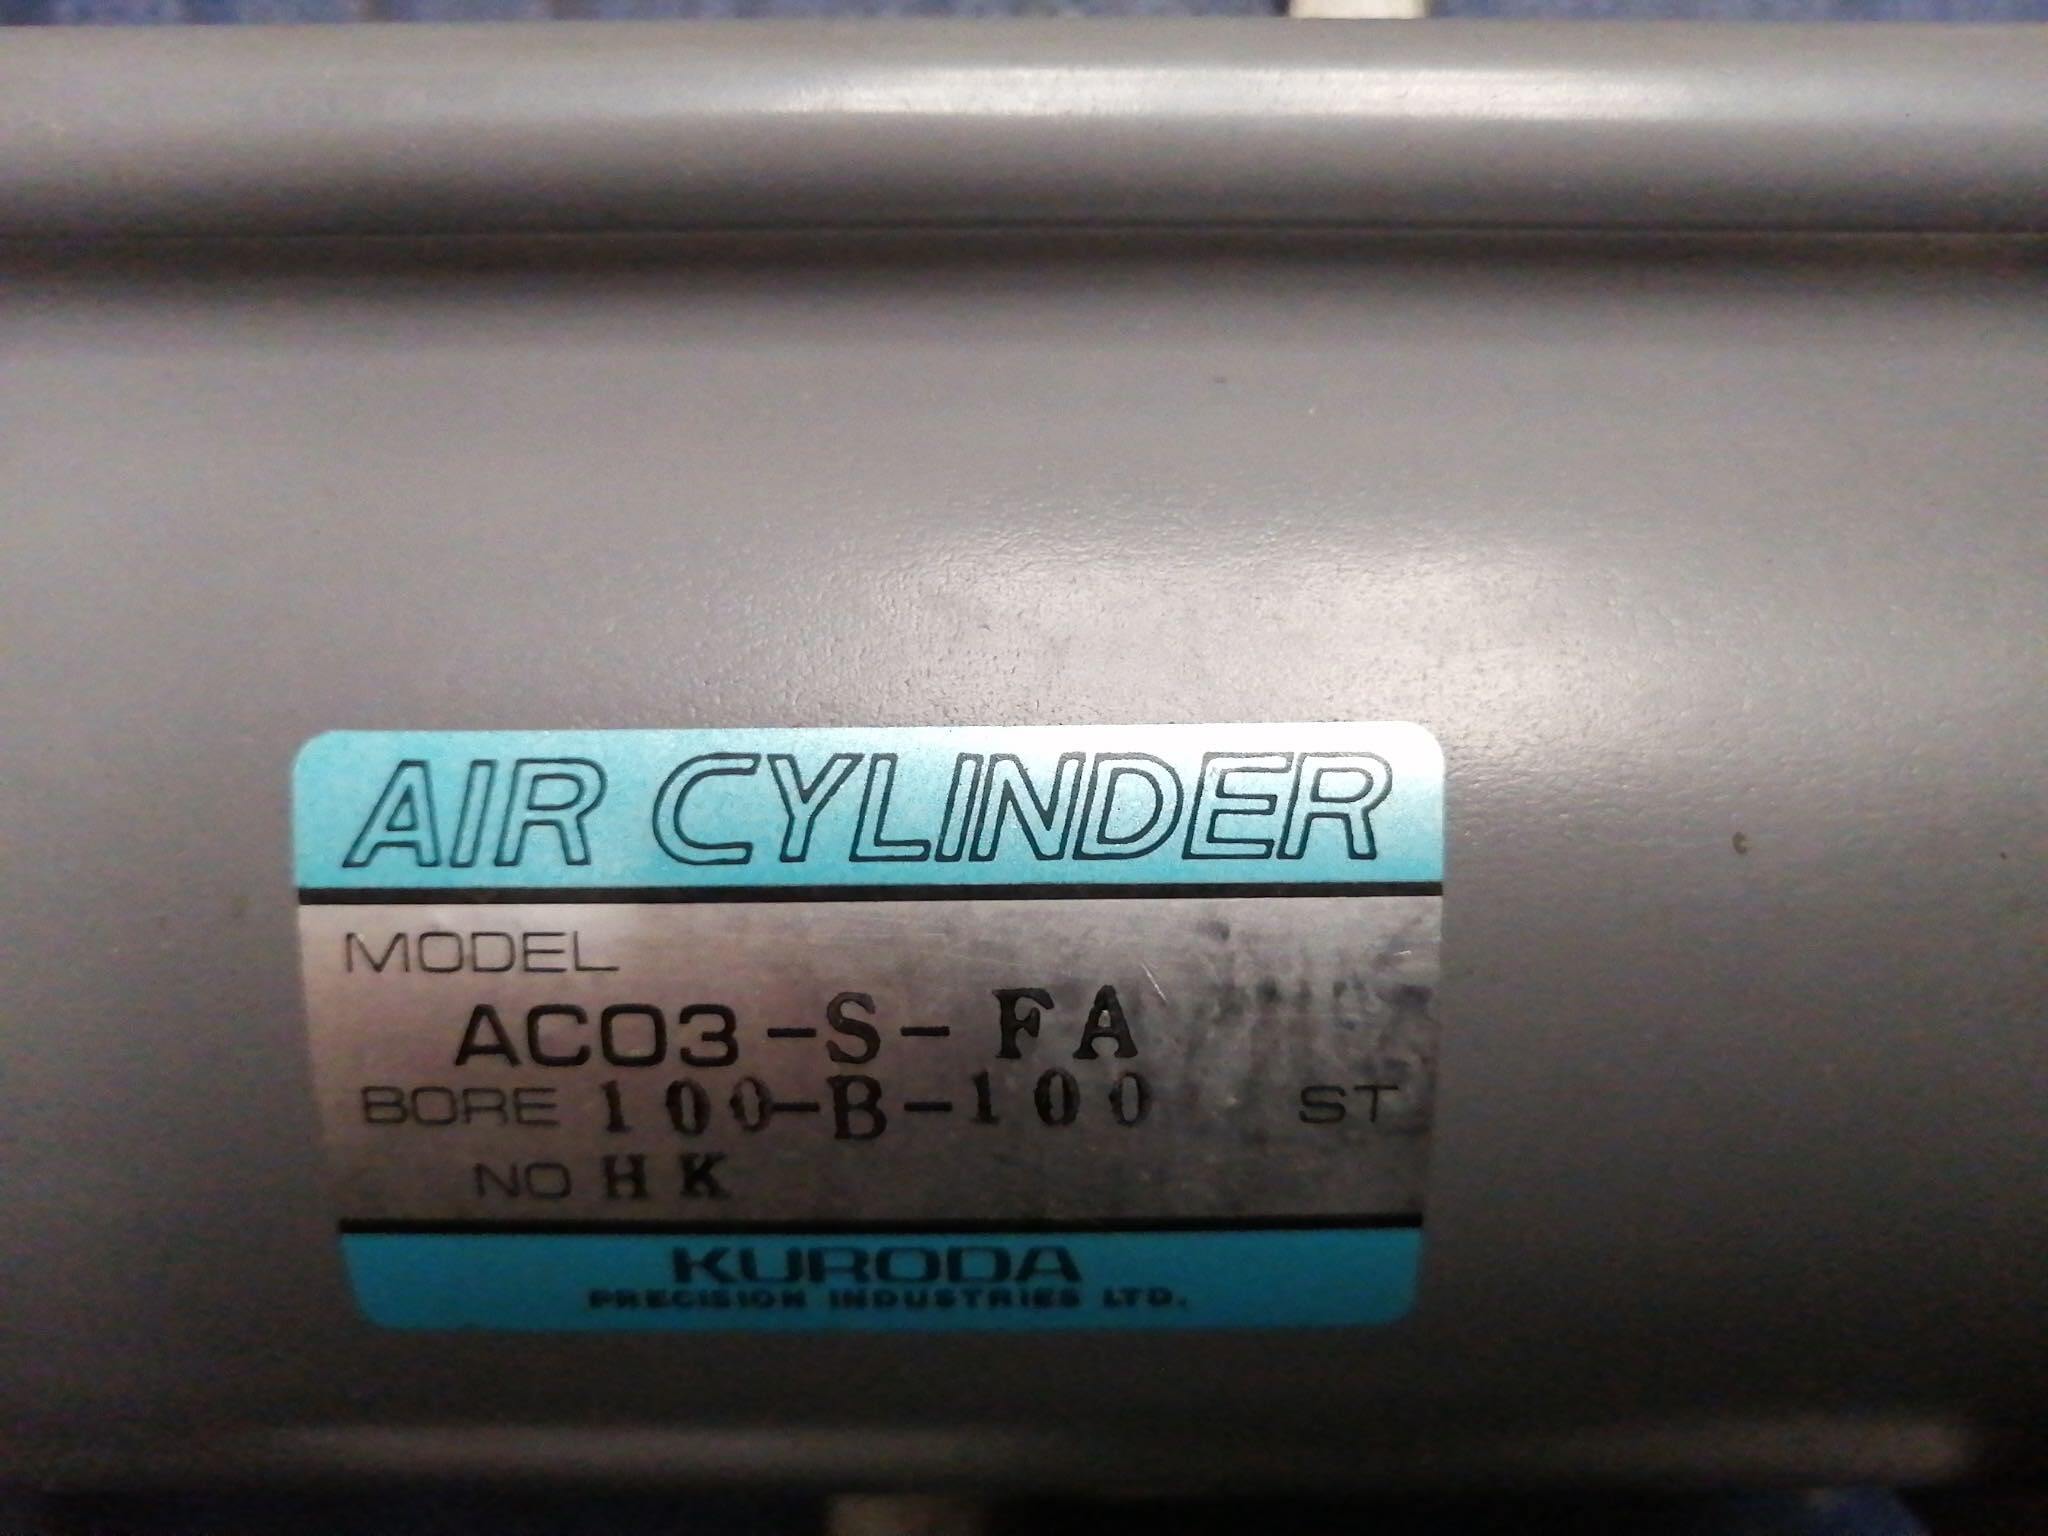 AIR CYLINDER
MODEL
AC03-S-FA
BORE 100-B-100 ST
NO HK
KURODA
PRECISION INDUSTRIES LTD.